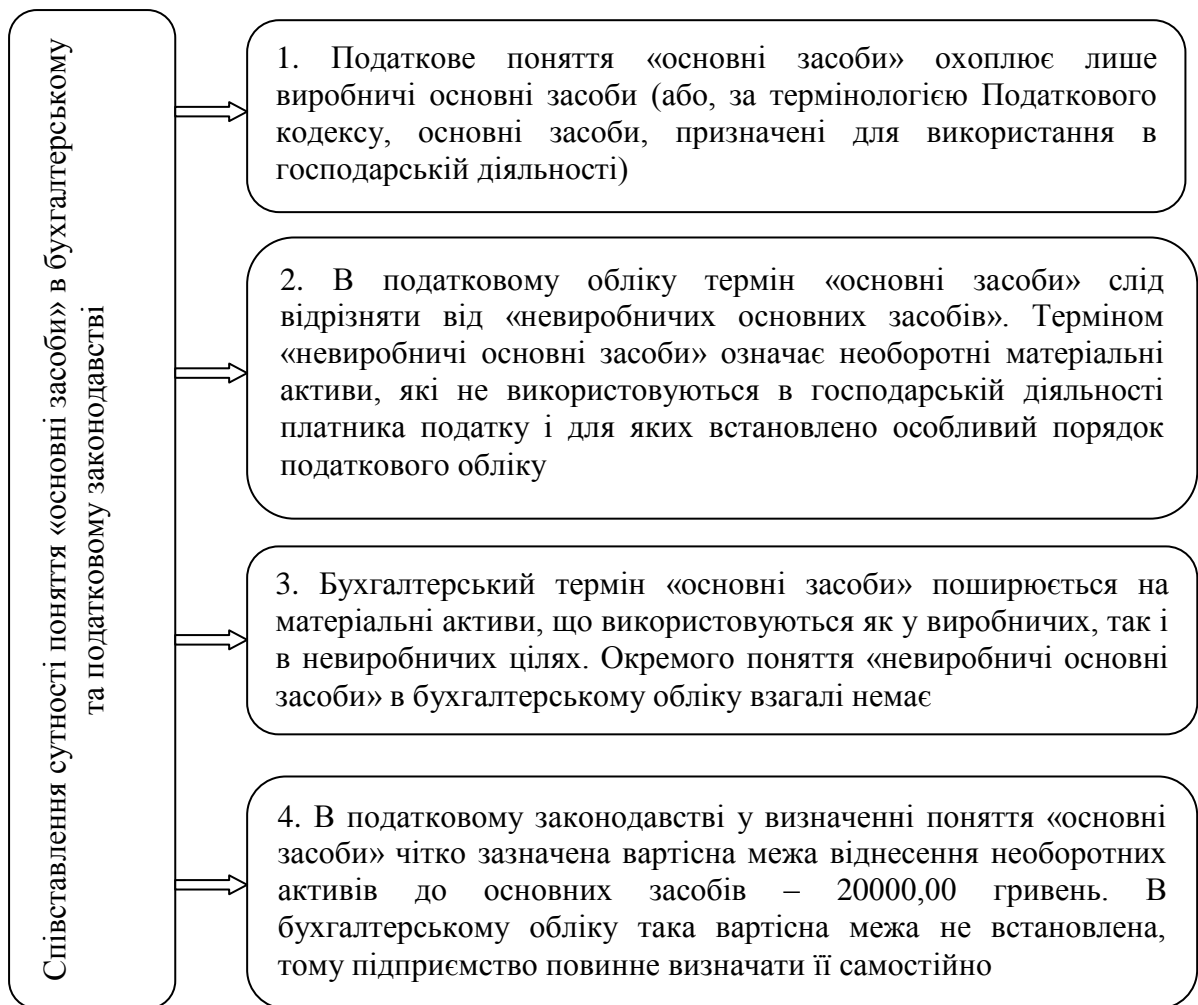 Співставлення сутності поняття «основні засоби» в бухгалтерському
та податковому законодавстві
1. Податкове поняття «основні засоби» охоплює лише
виробничі основні засоби (або, за термінологією Податкового
кодексу, основні засоби, призначені для використання в
господарській діяльності)
2. В податковому обліку термін «основні засоби» слід
відрізняти від «невиробничих основних засобів». Терміном
«невиробничі основні засоби» означає необоротні матеріальні
активи, які не використовуються в господарській діяльності
платника податку і для яких встановлено особливий порядок
податкового обліку
3. Бухгалтерський термін «основні засоби» поширюється на
матеріальні активи, що використовуються як у виробничих, так і
в невиробничих цілях. Окремого поняття «невиробничі основні
засоби» в бухгалтерському обліку взагалі немає
4. В податковому законодавстві у визначенні поняття «основні
засоби» чітко зазначена вартісна межа віднесення необоротних
активів до основних засобів – 20000,00 гривень. В
бухгалтерському обліку така вартісна межа не встановлена,
тому підприємство повинне визначати її самостійно